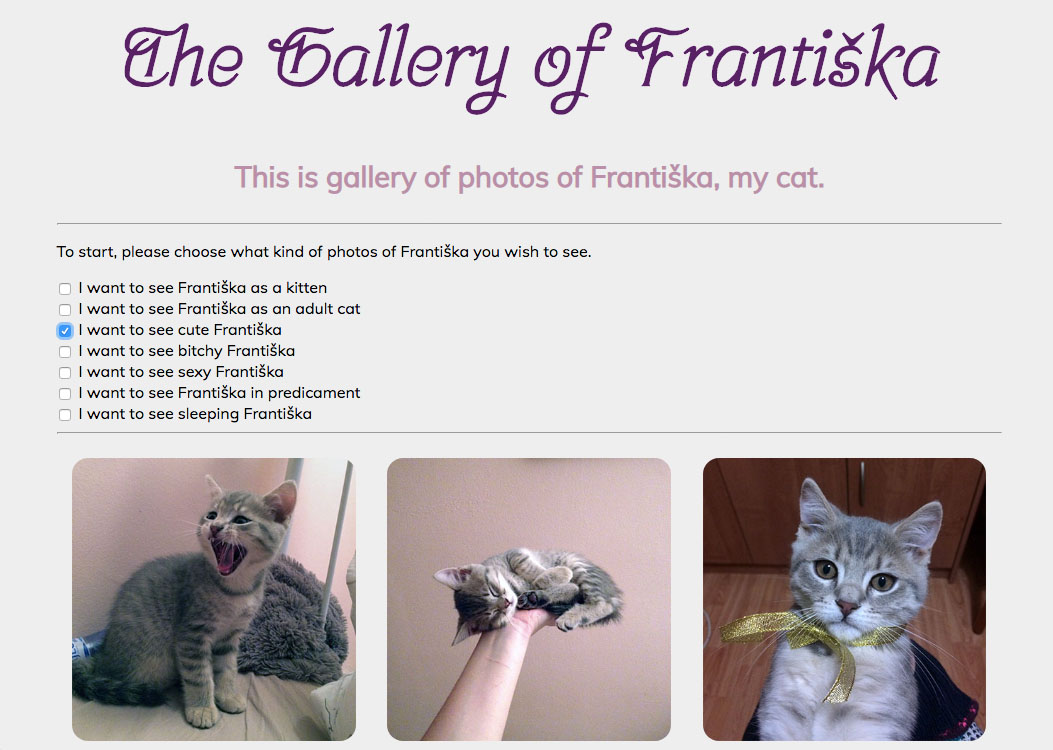 The Gallery of Františka
This is gallery of photos of Františka, my cat.
To start, please choose what kind of photos of Františka you wish to see.
I want to see Františka as a kitten
I want to see Františka as an adult cat
I want to see cute Františka
I want to see bitchy Františka
I want to see sexy Františka
I want to see Františka in predicament
I want to see sleeping Františka